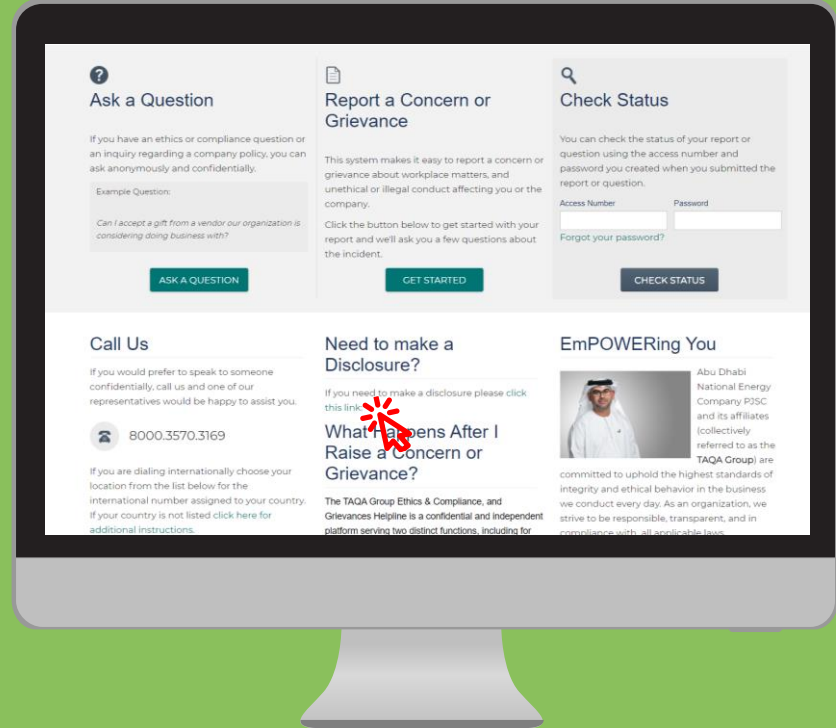 Ask a Question
If you have an ethics or compliance question or
an inquiry regarding a company policy, you can
ask anonymously and confidentially.
Example Question:
Can I accept a gift from a vendor our organization is
considering doing business with?
ASK A QUESTION
Report a Concern or
Grievance
This system makes it easy to report a concern or
grievance about workplace matters, and
unethical or illegal conduct affecting you or the
company.
Click the button below to get started with your
report and we'll ask you a few questions about
the incident.
GET STARTED
Check Status
You can check the status of your report or
question using the access number and
password you created when you submitted the
report or question.
Access Number
Password
Forgot your password?
CHECK STATUS
Call Us
If you would prefer to speak to someone
confidentially, call us and one of our
representatives would be happy to assist you.
8000.3570.3169
If you are dialing internationally choose your
location from the list below for the
international number assigned to your country.
If your country is not listed click here for
additional instructions.
Need to make a
Disclosure?
If you need to make a disclosure please click
this link.
What Happens After I
Raise a Concern or
Grievance?
The TAQA Group Ethics & Compliance, and
Grievances Helpline is a confidential and independent
platform serving two distinct functions, including for
EmPOWERing You
Abu Dhabi
National Energy
Company PJSC
and its affiliates
(collectively
referred to as the
TAQA Group) are
committed to uphold the highest standards of
integrity and ethical behavior in the business
we conduct every day. As an organization, we
strive to be responsible, transparent, and in
compliance with, all applicable laws